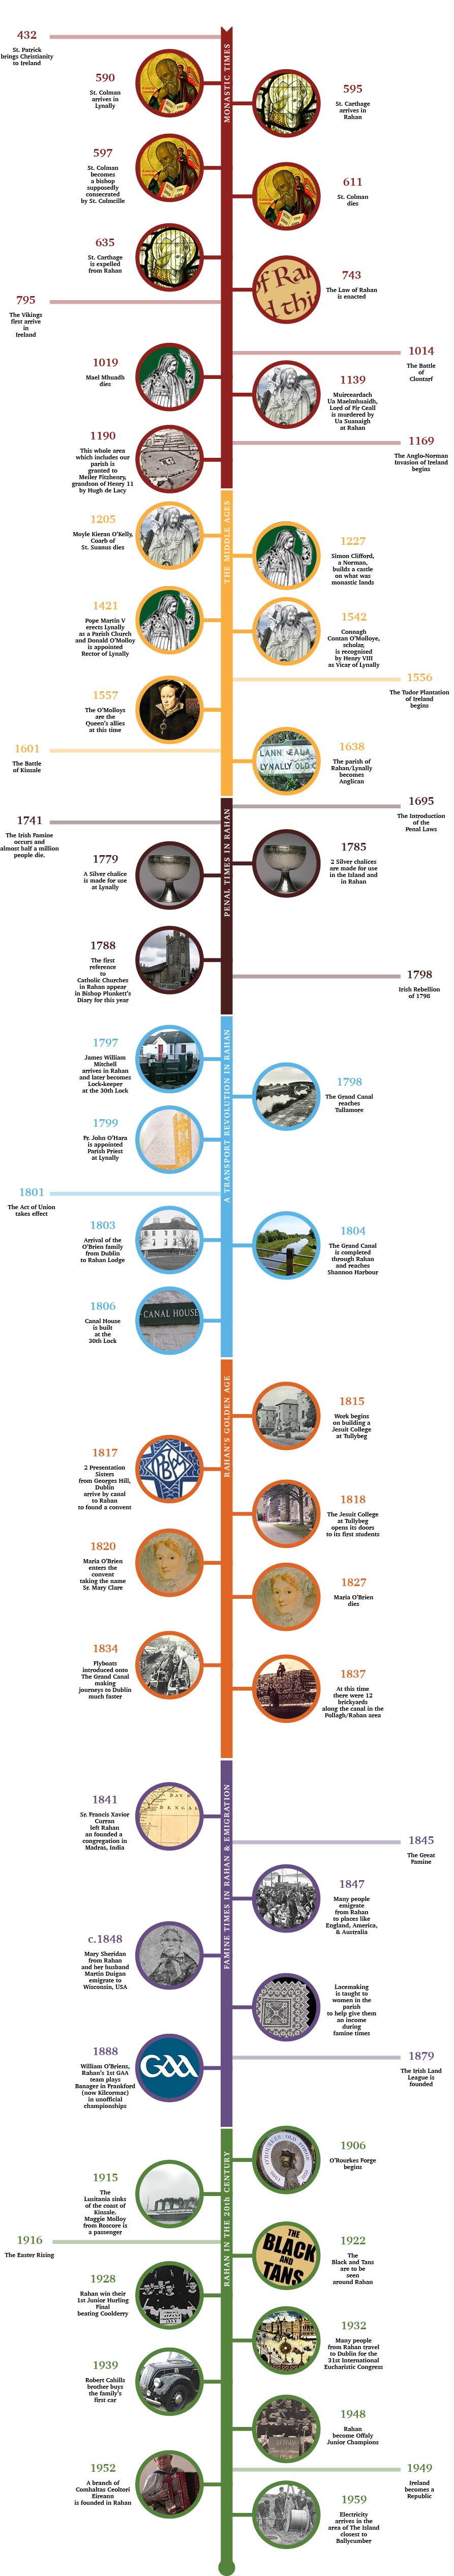 432
St. Patrick
brings Christianity
to Ireland
MONASTIC TIMES
590
St. Colman
arrives in
Lynally
595
St. Carthage
arrives in
Rahan
597
St. Colman
becomes
a bishop
supposedly
consecrated
by St. Colmcille
611
St. Colman
dies
635
St. Carthage
is expelled
from Rahan
743
The Law of Rahan
is enacted
795
The Vikings
first arrive
in
Ireland
1014
The Battle
of
Clontarf
1019
Mael Mhuadh
dies
1139
Muirceardach
Ua Maelmhuaidh,
Lord of Fir Ceall
is murdered by
Ua Suanaigh
at Rahan
1190
This whole area
which includes our
parish is
granted to
Meiler Fitzhenry,
grandson of Henry 11
by Hugh de Lacy
1169
The Anglo-Norman
Invasion of Ireland
begins
THE MIDDLE AGES
1205
Moyle Kieran O'Kelly,
Coarb of
St. Suanus dies
1227
Simon Clifford,
a Norman,
builds a castle
on what was
monastic lands
1421
Pope Martin V
erects Lynally
as a Parish Church
and Donald O'Molloy
is appointed
Rector of Lynally
1542
Connagh
Contan O'Molloye,
scholar,
is recognised
by Henry VIII
as Vicar of Lynally
1556
The Tudor Plantation
of Ireland
begins
1557
The O'Molloys
are the
Queen's allies
at this time
1601
The Battle
of Kinsale
1638
The parish of
Rahan/Lynally
becomes
Anglican
LANN EALA
LYNALLY OLD C
1695
The Introduction
of the
Penal Laws
PENAL TIMES IN RAHAN
1741
The Irish Famine
occurs and
almost half a million
people die.
1779
A Silver chalice
is made for use
at Lynally
1785
2 Silver chalices
are made for use
in the Island and
in Rahan
1788
The first
reference
to
Catholic Churches
in Rahan appear
in Bishop Plunkett's
Diary for this year
1798
Irish Rebellion
of 1798
A TRANSPORT REVOLUTION IN RAHAN
1797
James William
Mitchell
arrives in Rahan
and later becomes
Lock-keeper
at the 30th Lock
1798
The Grand Canal
reaches
Tullamore
1799
Fr. John O'Hara
is appointed
Parish Priest
at Lynally
1801
The Act of Union
takes effect
1803
Arrival of the
O'Brien family
from Dublin
to Rahan Lodge
1804
The Grand Canal
is completed
through Rahan
and reaches
Shannon Harbour
1806
Canal House
is built
at the
30th Lock
CANAL HOUSE
RAHAN'S GOLDEN AGE
1815
Work begins
on building a
Jesuit College
at Tullybeg
1817
2 Presentation
Sisters
from Georges Hill,
Dublin
arrive by canal
to Rahan
to found a convent
1818
The Jesuit College
at Tullybeg
opens its doors
to its first students
1820
Maria O'Brien
enters the
convent
taking the name
Sr. Mary Clare
1827
Maria O'Brien
dies
1834
Flyboats
introduced onto
The Grand Canal
making
journeys to Dublin
much faster
1837
At this time
there were 12
brickyards
along the canal in the
Pollagh/Rahan area
FAMINE TIMES IN RAHAN & EMIGRATION
1841
Sr. Francis Xavier
Curran
left Rahan
an founded a
congregation in
Madras, India
1845
The Great
Famine
1847
Many people
emigrate
from Rahan
to places like
England, America,
& Australia
c.1848
Mary Sheridan
from Rahan
and her husband
Martin Duigan
emigrate to
Wisconsin, USA
Lacemaking
is taught to
women in the
parish
to help give them
an income
during
famine times
1888
William O'Briens,
Rahan's 1st GAA
team plays
Banager in Frankford
(now Kilcormac)
in unofficial
championships
GAA
1879
The Irish Land
League is
founded
RAHAN IN THE 20th CENTURY
1906
O'Rourkes Forge
begins
1915
The
Lusitania sinks
of the coast of
Kinsale.
Maggie Molloy
from Roscore is
a passenger
1916
The Easter Rising
1922
The
Black and Tans
are to be
seen
around Rahan
THE
BLACK
AND
TANS
1928
Rahan win their
1st Junior Hurling
Final
beating Coolderry
1932
Many people
from Rahan travel
to Dublin for the
31st International
Eucharistic Congress
1939
Robert Cahills
brother buys
the family's
first car
1948
Rahan
become Offaly
Junior Champions
1949
Ireland
becomes a
Republic
1952
A branch of
Comhaltas Ceoltori
Eireann
is founded in Rahan
1959
Electricity
arrives in the
area of The Island
closest to
Ballycumber